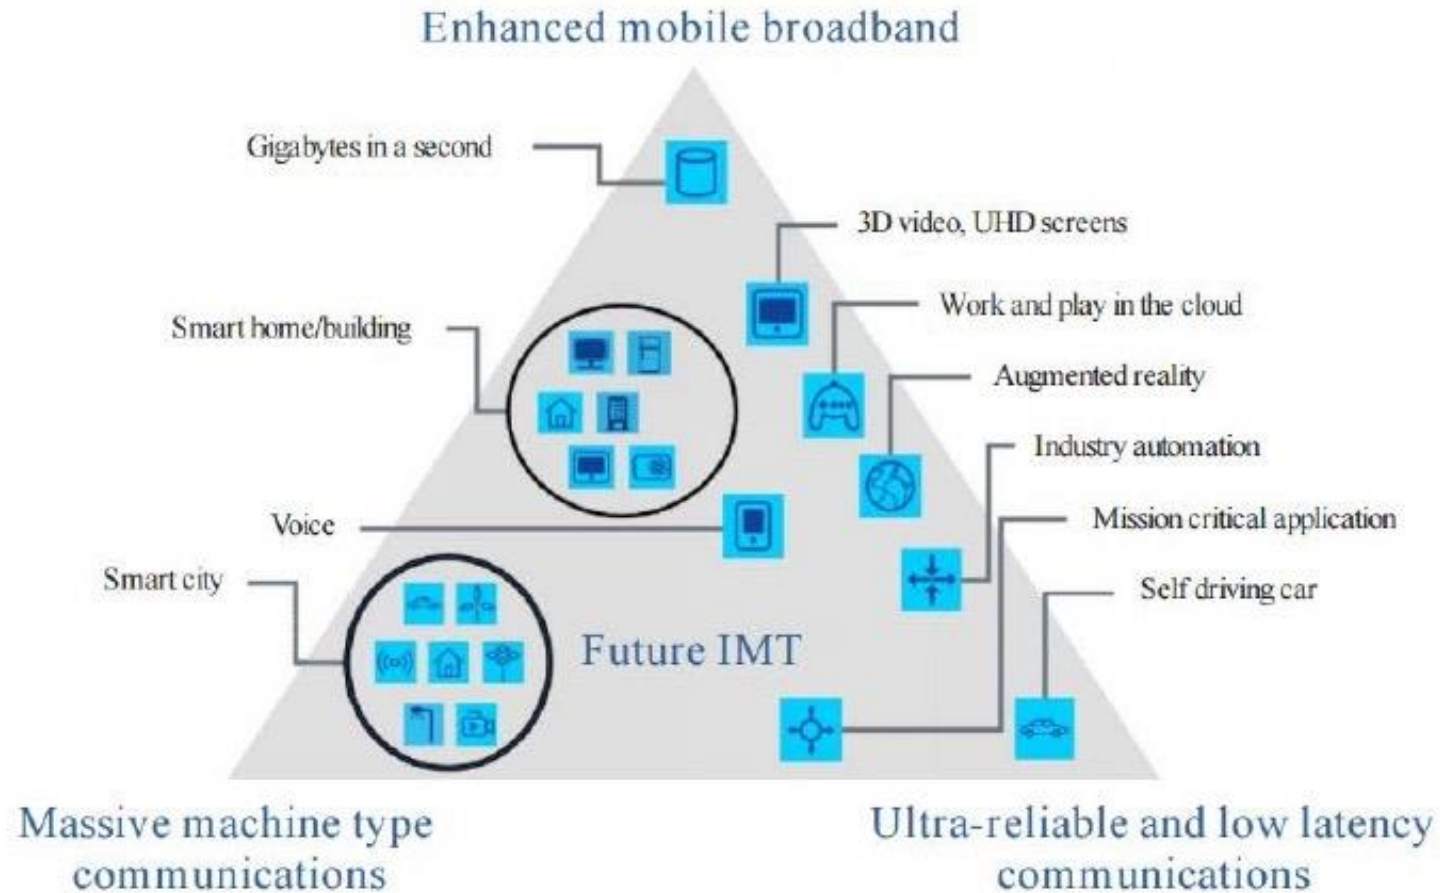 Enhanced mobile broadband
Gigabytes in a second
3D video, UHD screens
Work and play in the cloud
Smart home/building
Augmented reality
Industry automation
Voice
Mission critical application
Smart city
Self driving car
Future IMT
Massive machine type
communications
Ultra-reliable and low latency
communications